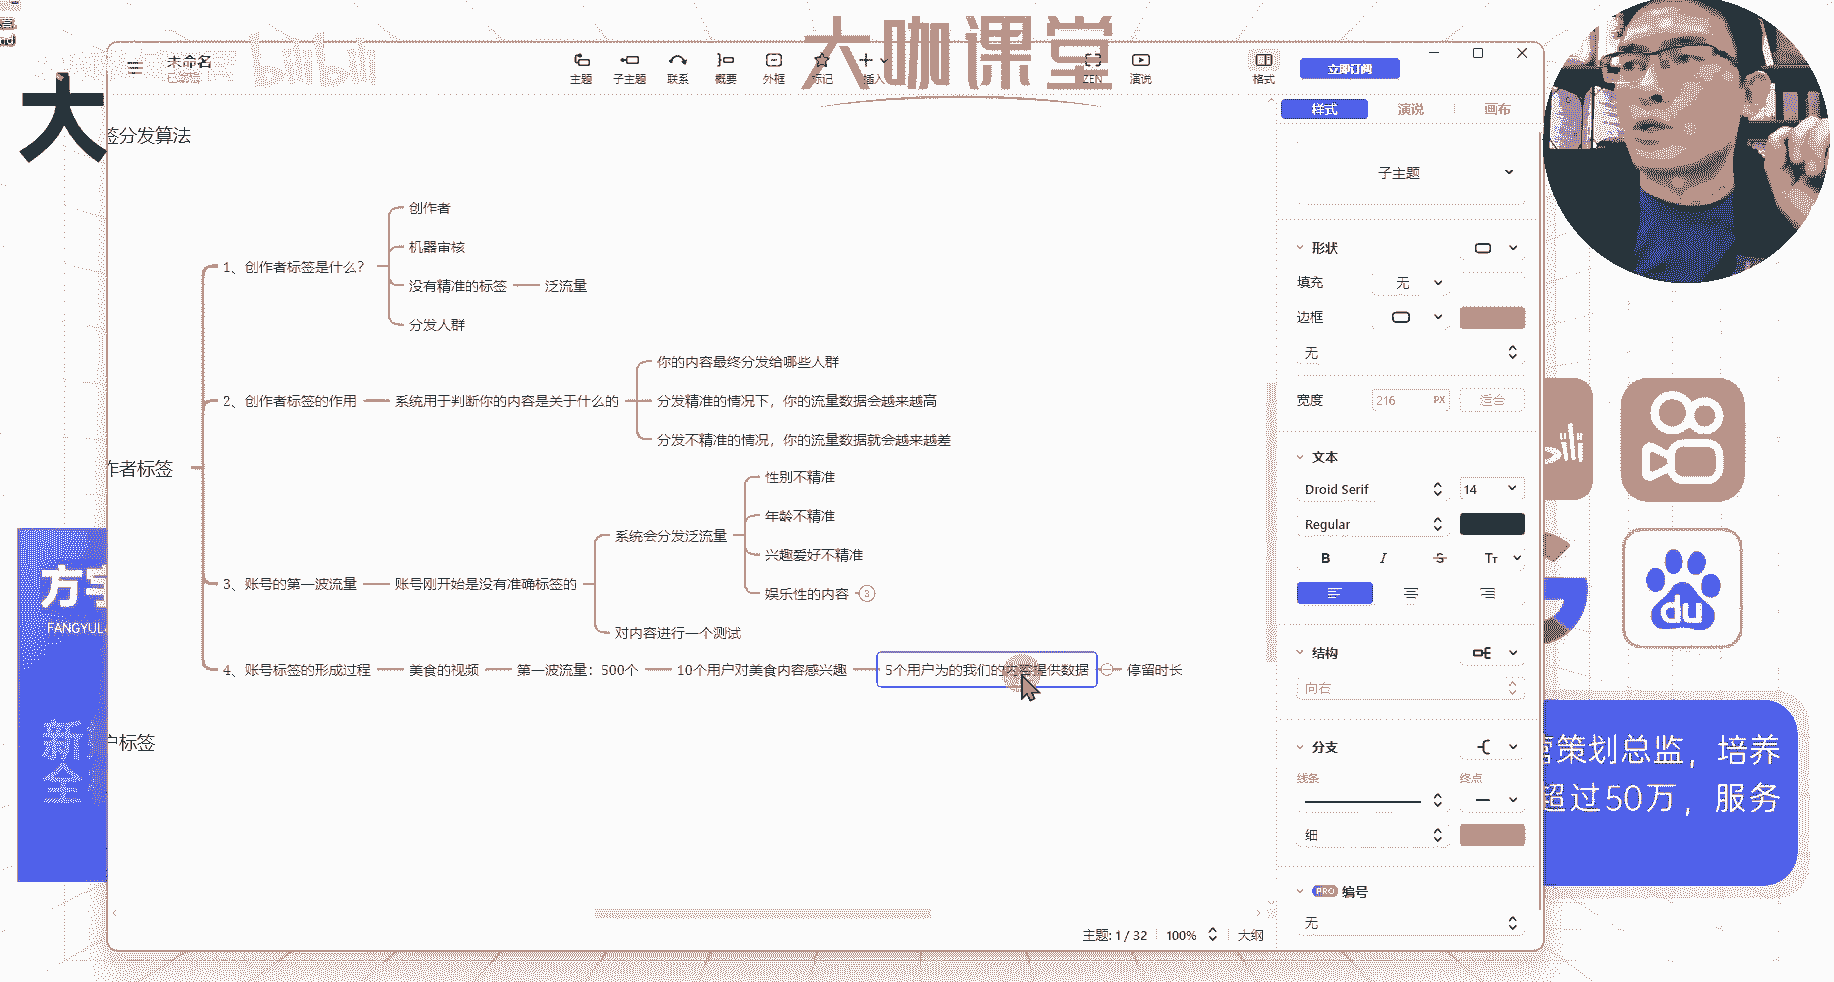 大咖课堂
bilibili
大
未命名
主题
子主题
联系
概要
外框
标记
插入
ZEN
演说
格式
立即订阅
样式
演说
画布
签分发算法
子主题
创作者
机器审核
1、创作者标签是什么?
没有精准的标签
泛流量
分发人群
形状
填充
无
边框
无
你的内容最终分发给哪些人群
2、创作者标签的作用
系统用于判断你的内容是关于什么的
分发精准的情况下，你的流量数据会越来越高
分发不精准的情况，你的流量数据就会越来越差
宽度
216
PX
适合
作者标签
性别不精准
年龄不精准
系统会分发泛流量
兴趣爱好不精准
3、账号的第一波流量
账号刚开始是没有准确标签的
娱乐性的内容
3
对内容进行一个测试
文本
Droid Serif
14
Regular
B
I
S
Tт
4、账号标签的形成过程
美食的视频
第一波流量：500个
10个用户对美食内容感兴趣
5个用户为的我们的内容提供数据
停留时长
结构
向右
户标签
分支
线条
终点
细
PRO
编号
无
主题: 1 / 32
100%
大纲
方宇
FANGYUL
新
全
bili
du
营策划总监，培养
超过50万，服务